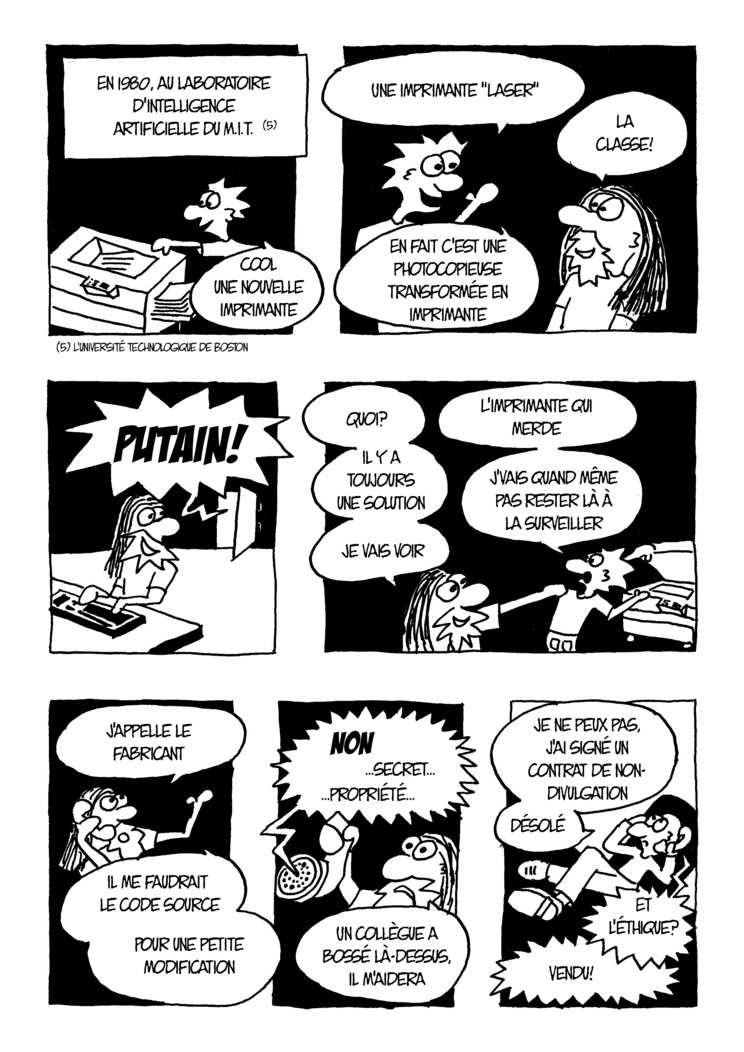 EN 1980, AU LABORATOIRE
D'INTELLIGENCE
ARTIFICIELLE DU M.I.T. (5)
COOL
UNE NOUVELLE
IMPRIMANTE
UNE IMPRIMANTE "LASER"
LA
CLASSE!
EN FAIT C'EST UNE
PHOTOCOPIEUSE
TRANSFORMÉE EN
IMPRIMANTE
(5) L'UNIVERSITÉ TECHNOLOGIQUE DE BOSTON
PUTAIN!
QUOI?
IL Y A
TOUJOURS
UNE SOLUTION
JE VAIS VOIR
L'IMPRIMANTE QUI
MERDE
J'VAIS QUAND MÊME
PAS RESTER LÀ À
LA SURVEILLER
J'APPELLE LE
FABRICANT
IL ME FAUDRAIT
LE CODE SOURCE
POUR UNE PETITE
MODIFICATION
...NON
...SECRET...
...PROPRIÉTÉ...
UN COLLÈGUE A
BOSSÉ LÀ-DESSUS,
IL M'AIDERA
JE NE PEUX PAS,
J'AI SIGNÉ UN
CONTRAT DE NON-
DIVULGATION
DÉSOLÉ
ET
L'ÉTHIQUE?
VENDU!